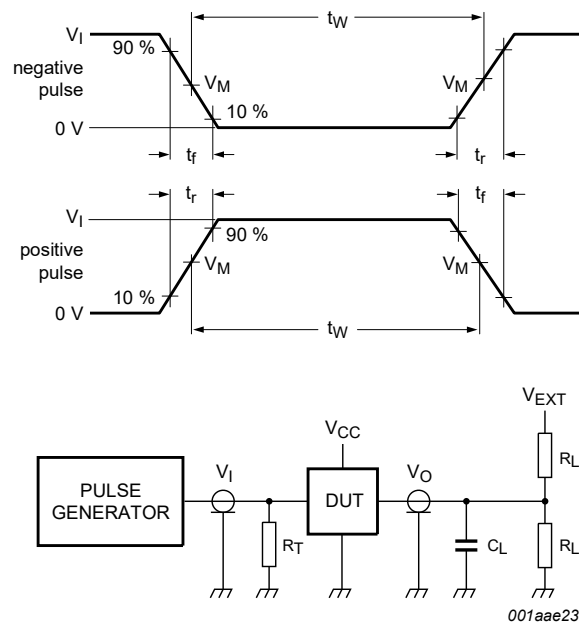 V_I
90 %
negative
pulse
0 V
t_W
V_M
V_M
10 %
t_f
t_r
V_I
positive
pulse
0 V
t_r
t_f
90 %
V_M
V_M
10 %
t_W
V_EXT
V_CC
V_I
V_O
R_L
PULSE
GENERATOR
DUT
R_T
C_L
R_L
001aae23